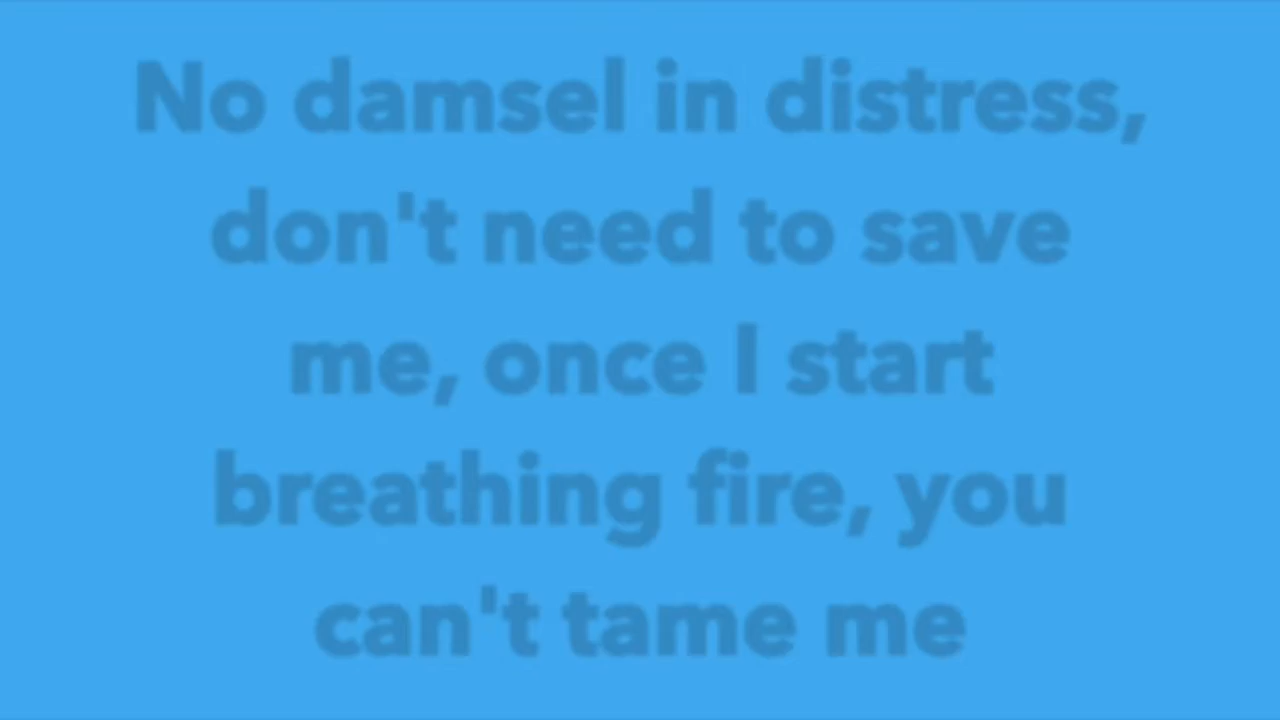 No damsel in distress,
don't need to save
me, once I start
breathing fire, you
can't tame me